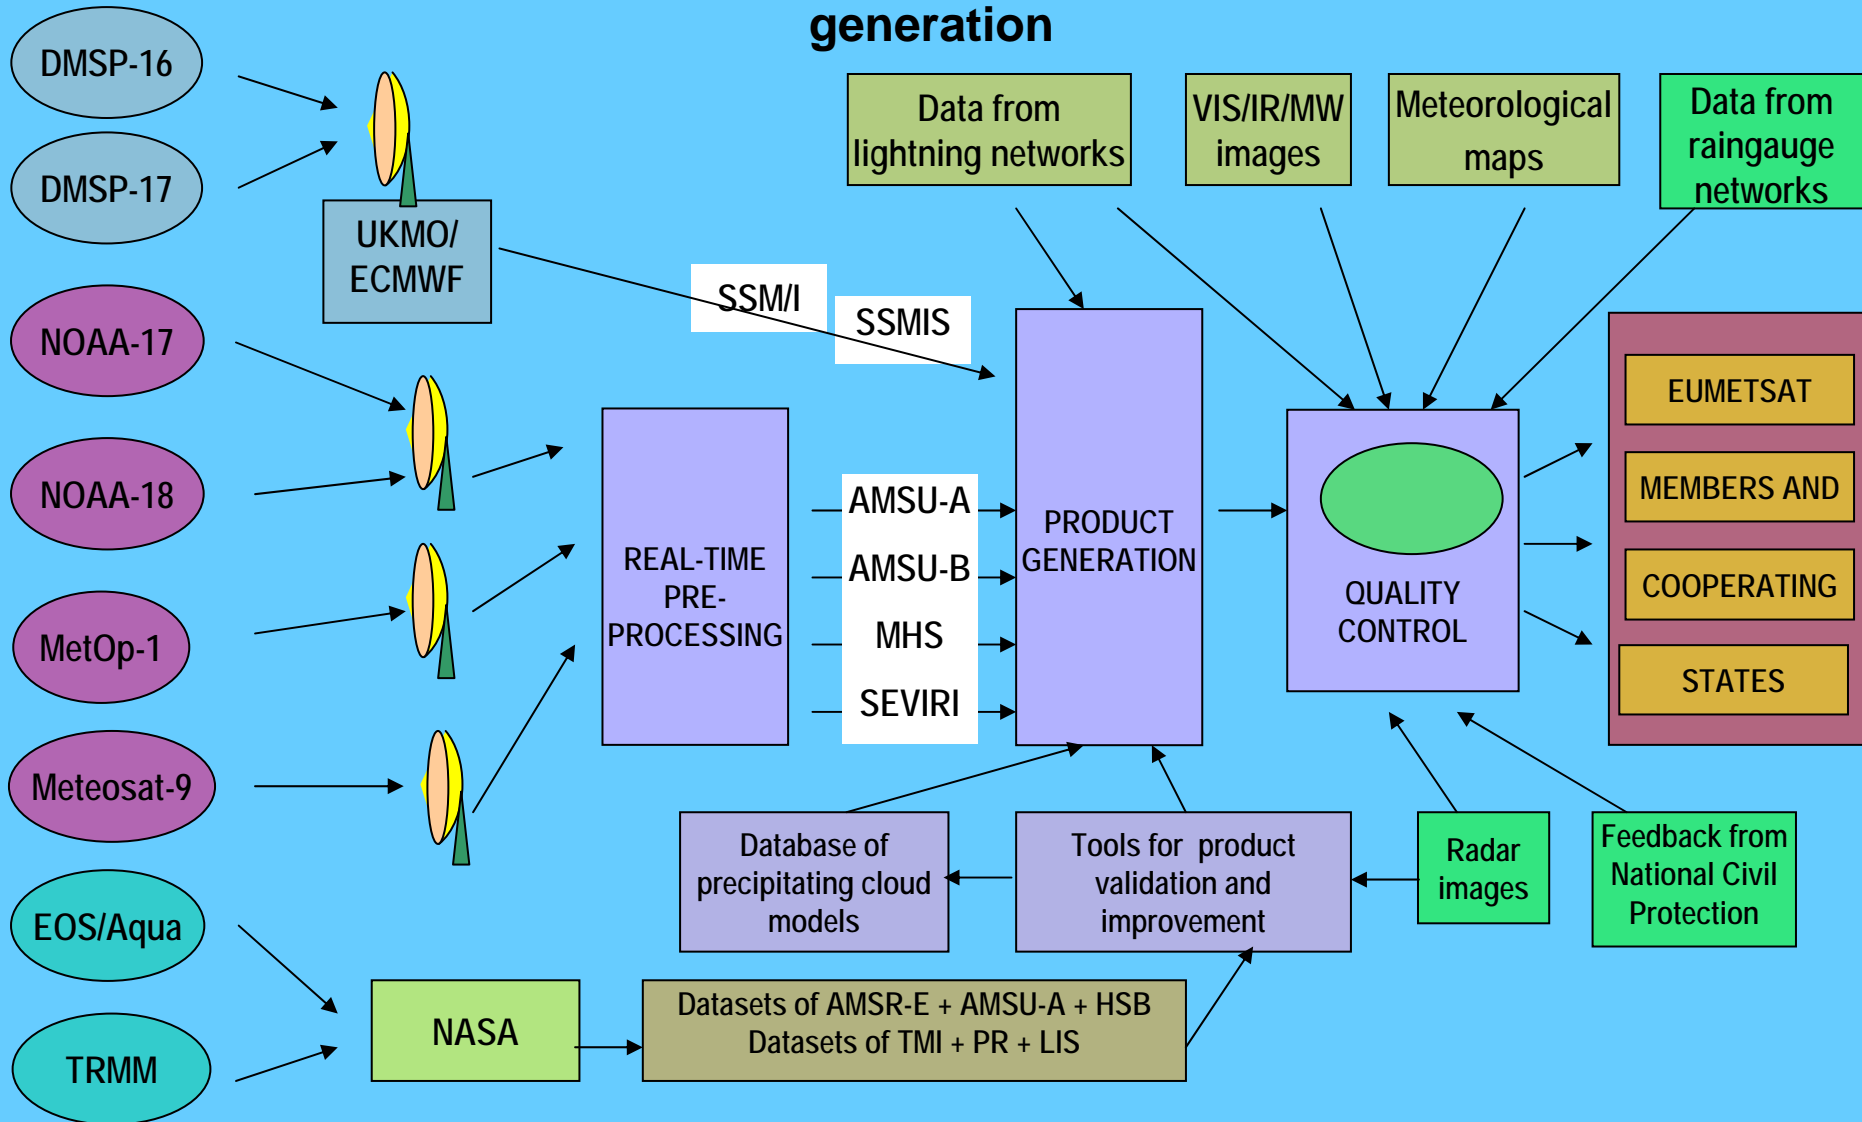 generation
DMSP-16
DMSP-17
NOAA-17
NOAA-18
MetOp-1
Meteosat-9
EOS/Aqua
TRMM
UKMO/
ECMWF
SSM/I
SSMIS
Data from
lightning networks
VIS/IR/MW
images
Meteorological
maps
Data from
raingauge
networks
REAL-TIME
PRE-
PROCESSING
AMSU-A
AMSU-B
MHS
SEVIRI
PRODUCT
GENERATION
QUALITY
CONTROL
EUMETSAT
MEMBERS AND
COOPERATING
STATES
Database of
precipitating cloud
models
Tools for product
validation and
improvement
Radar
images
Feedback from
National Civil
Protection
NASA
Datasets of AMSR-E + AMSU-A + HSB
Datasets of TMI + PR + LIS